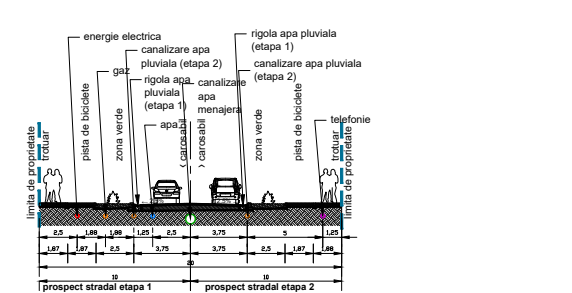 energie electrica
canalizare apa
pluviala (etapa 2)
gaz
rigola apa
pluviala
(etapa 1)
apa
canalizare
apa
menajera
rigola apa pluviala
(etapa 1)
canalizare apa pluviala
(etapa 2)
telefonie
limita de proprietate
trotuar
pista de biciclete
zona verde
carosabil
carosabil
zona verde
pista de biciclete
trotuar
limita de proprietate
2,5 1,88 1,88 1,25 2,5 3,75 5 1,25
1,87 1,87 2,5 3,75 3,75 2,5 1,87 1,88
20
10 10
prospect stradal etapa 1 prospect stradal etapa 2